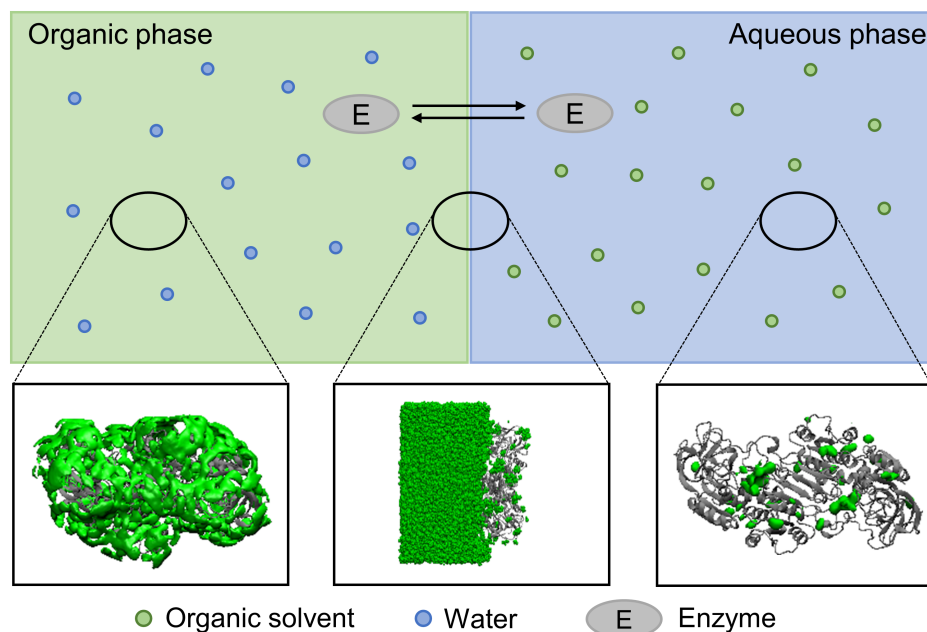 Organic phase
Aqueous phase
E
E
Organic solvent
Water
E
Enzyme